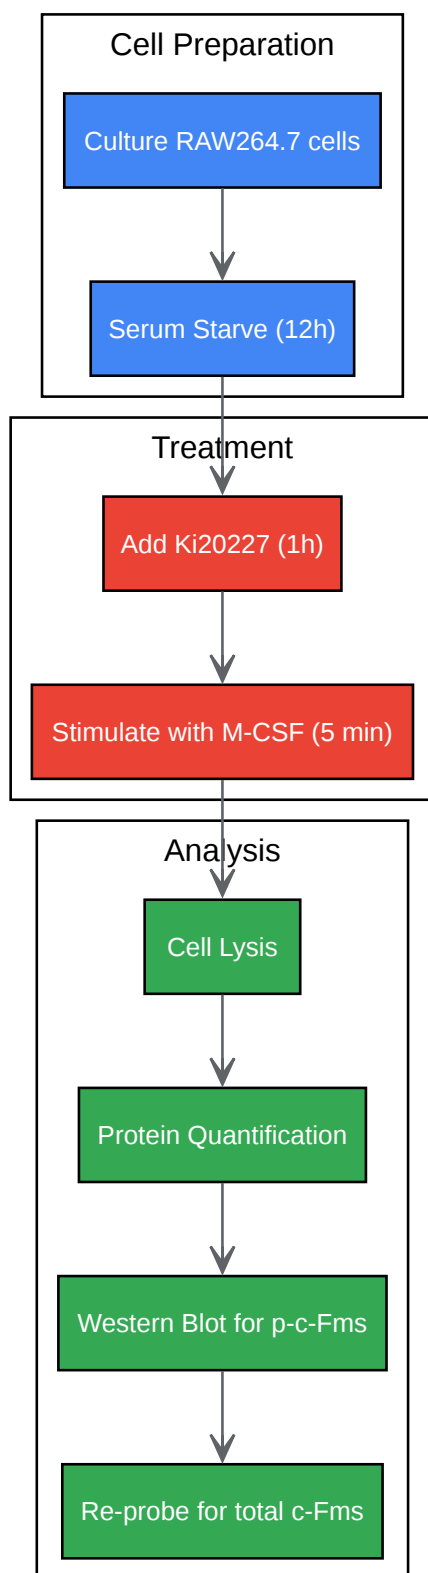 Cell Preparation
Culture RAW264.7 cells
Serum Starve (12h)
Treatment
Add Ki20227 (1h)
Stimulate with M-CSF (5 min)
Analysis
Cell Lysis
Protein Quantification
Western Blot for p-c-Fms
Re-probe for total c-Fms